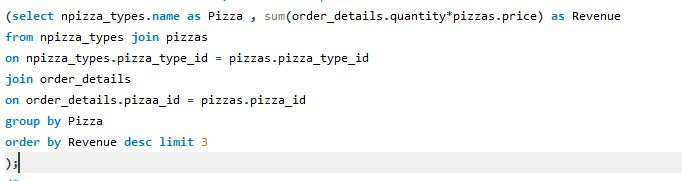 (select npizza_types.name as Pizza , sum(order_details.quantity*pizzas.price) as Revenue
from npizza_types join pizzas
on npizza_types.pizza_type_id = pizzas.pizza_type_id
join order_details
on order_details.pizaa_id = pizzas.pizza_id
group by Pizza
order by Revenue desc limit 3
);